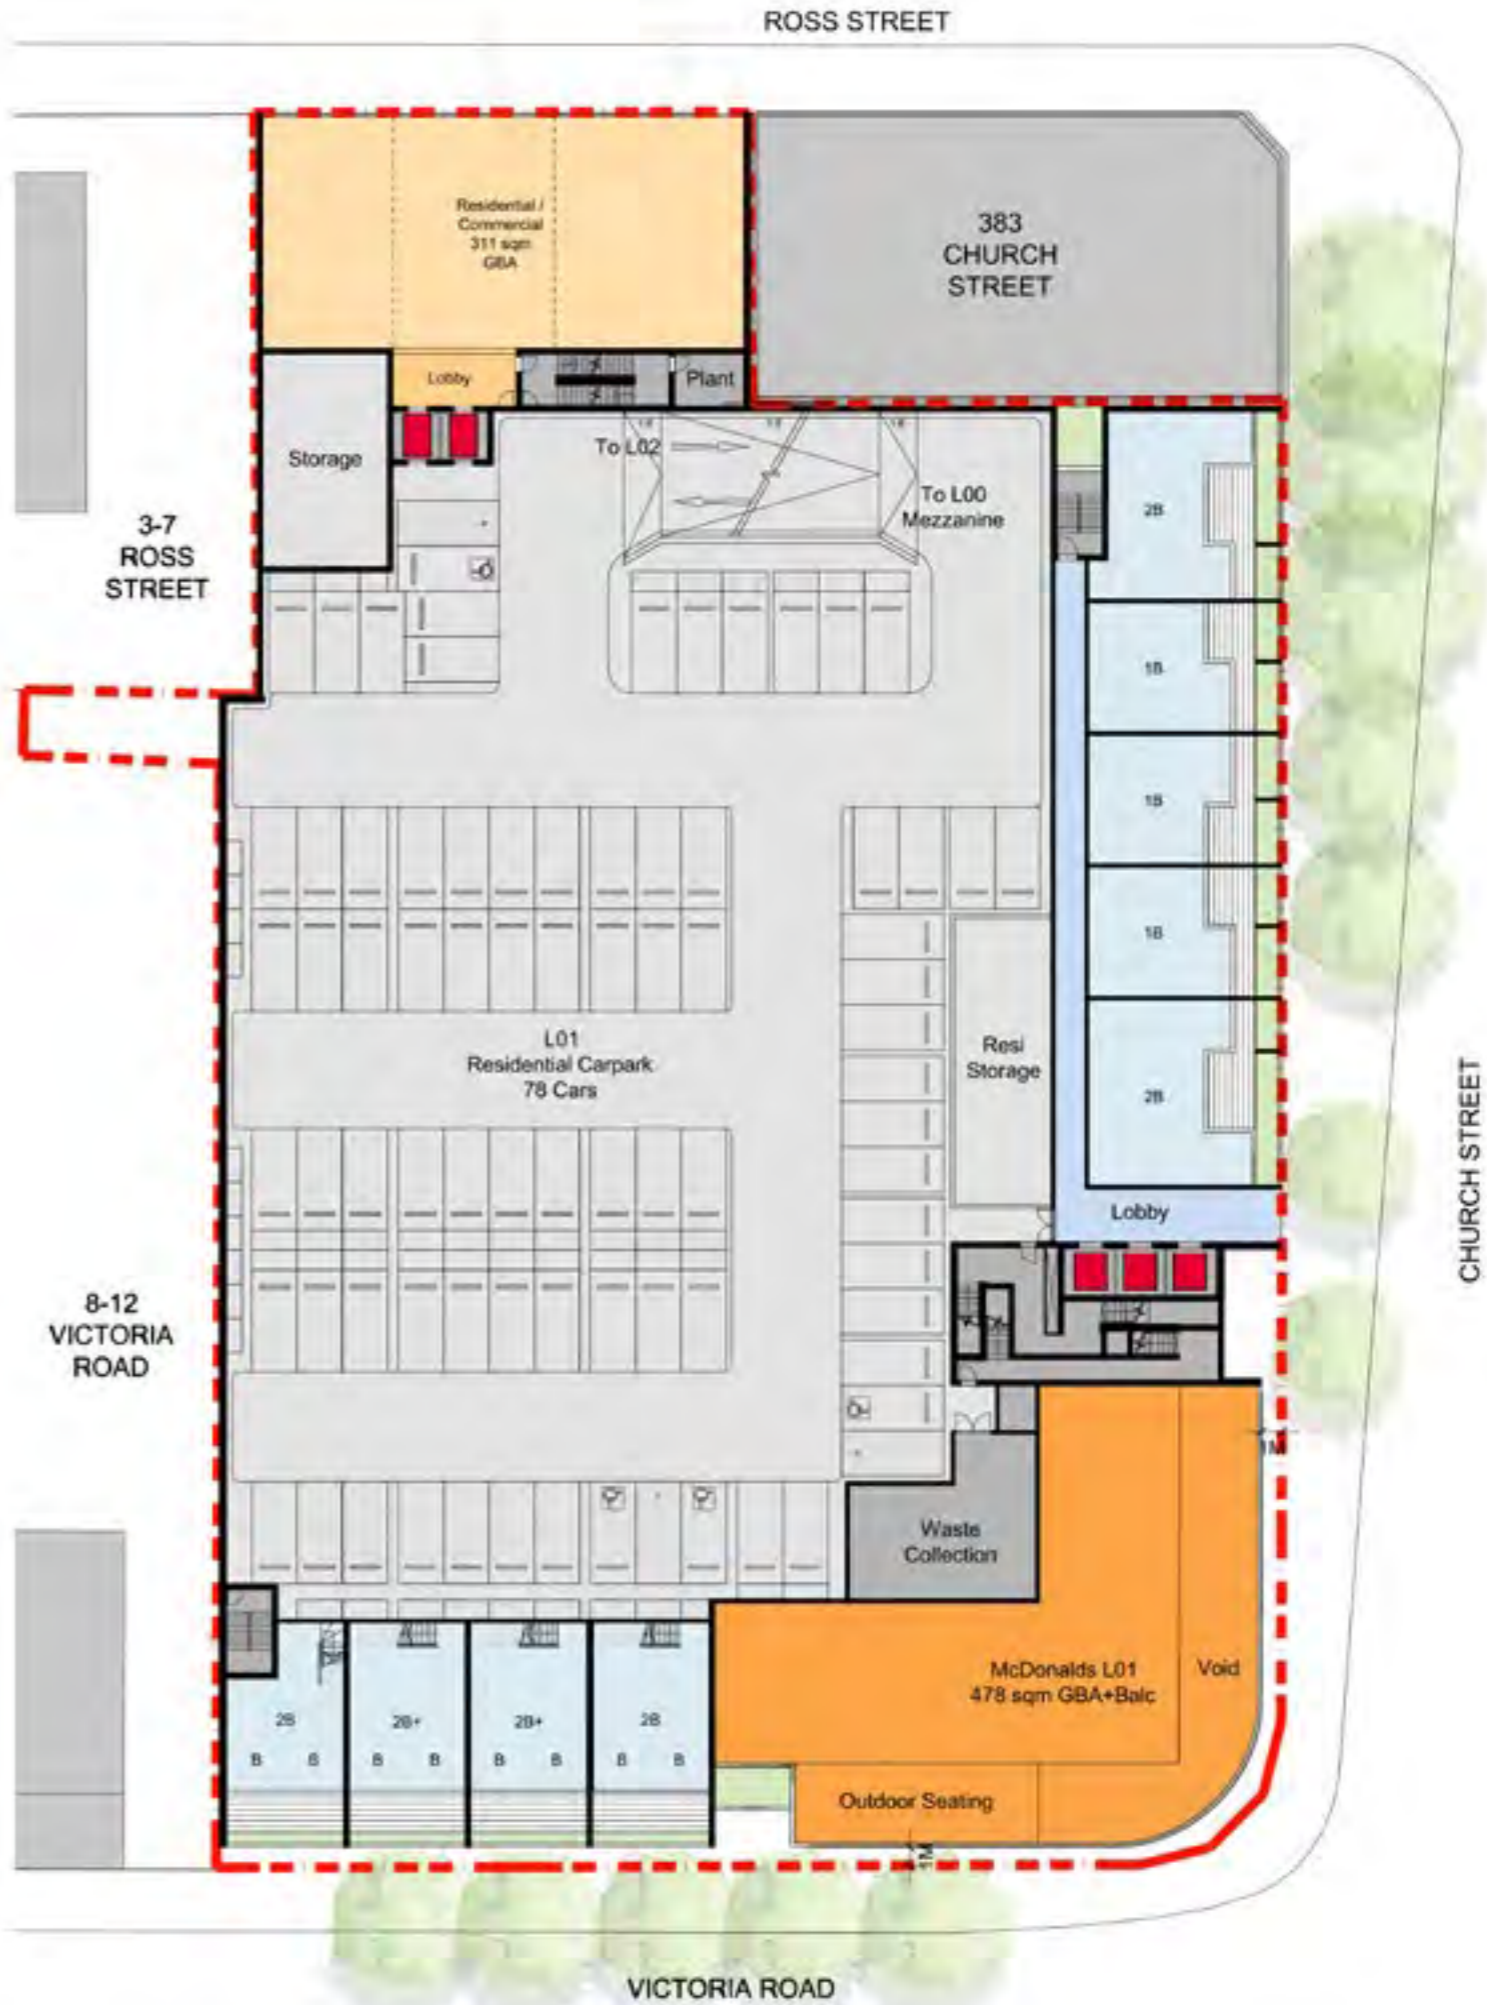 ROSS STREET
Residential /
Commercial
311 sqm
GBA
383
CHURCH
STREET
Lobby
Plant
Storage
To L02
To L00
Mezzanine
2B
3-7
ROSS
STREET
1B
1B
1B
L01
Residential Carpark
78 Cars
Resi
Storage
2B
CHURCH STREET
Lobby
8-12
VICTORIA
ROAD
1M
Waste
Collection
McDonalds L01
478 sqm GBA+Balc
Void
2B
2B+
2B+
2B
B
B
B
B
B
B
B
B
Outdoor Seating
1M
VICTORIA ROAD